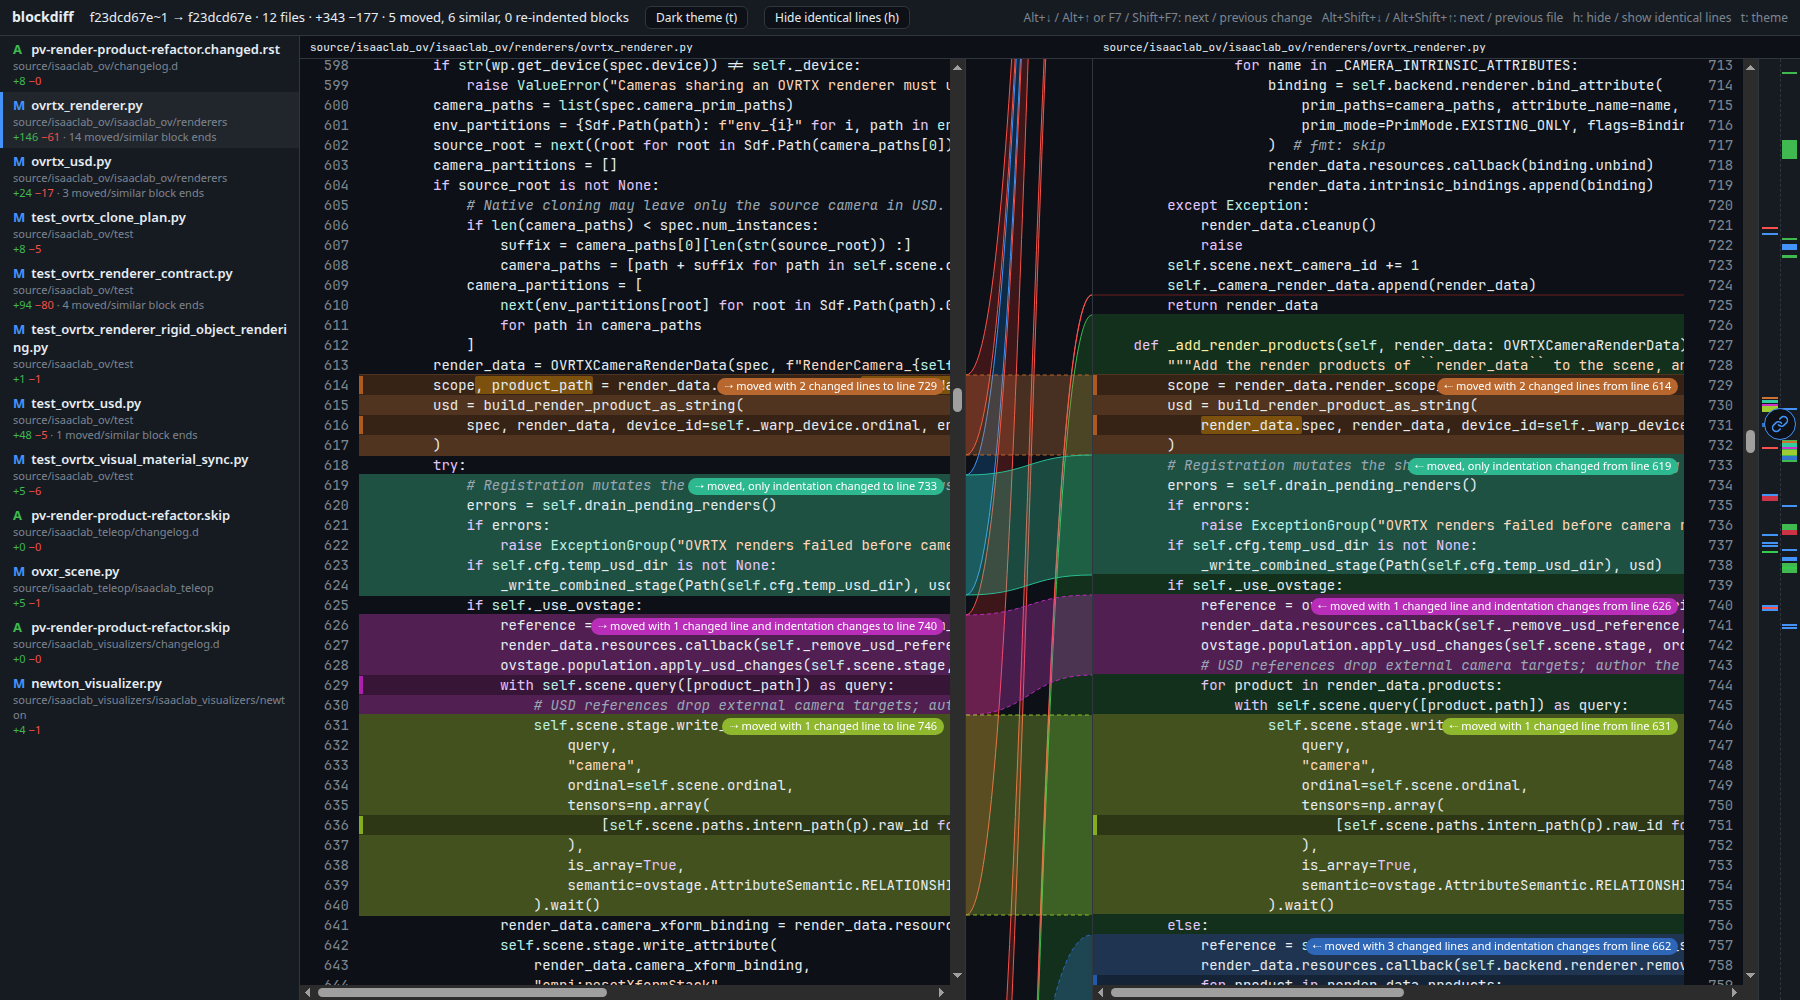 blockdiff f23dcd67e~1 → f23dcd67e · 12 files · +343 −177 · 5 moved, 6 similar, 0 re-indented blocks Dark theme (t) Hide identical lines (h) Alt+↓ / Alt+↑ or F7 / Shift+F7: next / previous change Alt+Shift+↓ / Alt+Shift+↑: next / previous file h: hide / show identical lines t: theme
A pv-render-product-refactor.changed.rst
source/isaaclab_ov/changelog.d
+8 −0
M ovrtx_renderer.py
source/isaaclab_ov/isaaclab_ov/renderers
+146 −61 · 14 moved/similar block ends
M ovrtx_usd.py
source/isaaclab_ov/isaaclab_ov/renderers
+24 −17 · 3 moved/similar block ends
M test_ovrtx_clone_plan.py
source/isaaclab_ov/test
+8 −5
M test_ovrtx_renderer_contract.py
source/isaaclab_ov/test
+94 −80 · 4 moved/similar block ends
M test_ovrtx_renderer_rigid_object_renderi
ng.py
source/isaaclab_ov/test
+1 −1
M test_ovrtx_usd.py
source/isaaclab_ov/test
+48 −5 · 1 moved/similar block ends
M test_ovrtx_visual_material_sync.py
source/isaaclab_ov/test
+5 −6
A pv-render-product-refactor.skip
source/isaaclab_teleop/changelog.d
+0 −0
M ovxr_scene.py
source/isaaclab_teleop/isaaclab_teleop
+5 −1
A pv-render-product-refactor.skip
source/isaaclab_visualizers/changelog.d
+0 −0
M newton_visualizer.py
source/isaaclab_visualizers/isaaclab_visualizers/newt
on
+4 −1
source/isaaclab_ov/isaaclab_ov/renderers/ovrtx_renderer.py
598 if str(wp.get_device(spec.device)) != self._device:
599 raise ValueError("Cameras sharing an OVRTX renderer must u
600 camera_paths = list(spec.camera_prim_paths)
601 env_partitions = {Sdf.Path(path): f"env_{i}" for i, path in en
602 source_root = next((root for root in Sdf.Path(camera_paths[0])
603 camera_partitions = []
604 if source_root is not None:
605 # Native cloning may leave only the source camera in USD.
606 if len(camera_paths) < spec.num_instances:
607 suffix = camera_paths[0][len(str(source_root)) :]
608 camera_paths = [path + suffix for path in self.scene.c
609 camera_partitions = [
610 next(env_partitions[root] for root in Sdf.Path(path).
611 for path in camera_paths
612 ]
613 render_data = OVRTXCameraRenderData(spec, f"RenderCamera_{self
614 scope, product_path = render_data. → moved with 2 changed lines to line 729
615 usd = build_render_product_as_string(
616 spec, render_data, device_id=self._warp_device.ordinal, en
617 )
618 try:
619 # Registration mutates the → moved, only indentation changed to line 733
620 errors = self.drain_pending_renders()
621 if errors:
622 raise ExceptionGroup("OVRTX renders failed before came
623 if self.cfg.temp_usd_dir is not None:
624 _write_combined_stage(Path(self.cfg.temp_usd_dir), usd
625 if self._use_ovstage:
626 reference = → moved with 1 changed line and indentation changes to line 740
627 render_data.resources.callback(self._remove_usd_refere
628 ovstage.population.apply_usd_changes(self.scene.stage,
629 with self.scene.query([product_path]) as query:
630 # USD references drop external camera targets; aut
631 self.scene.stage.write_ → moved with 1 changed line to line 746
632 query,
633 "camera",
634 ordinal=self.scene.ordinal,
635 tensors=np.array(
636 [self.scene.paths.intern_path(p).raw_id fo
637 ),
638 is_array=True,
639 semantic=ovstage.AttributeSemantic.RELATIONSHI
640 ).wait()
641 render_data.camera_xform_binding = render_data.resourc
642 self.scene.stage.write_attribute(
643 render_data.camera_xform_binding,
source/isaaclab_ov/isaaclab_ov/renderers/ovrtx_renderer.py
for name in _CAMERA_INTRINSIC_ATTRIBUTES: 713
binding = self.backend.renderer.bind_attribute( 714
prim_paths=camera_paths, attribute_name=name, 715
prim_mode=PrimMode.EXISTING_ONLY, flags=Bindin 716
) # fmt: skip 717
render_data.resources.callback(binding.unbind) 718
render_data.intrinsic_bindings.append(binding) 719
except Exception: 720
render_data.cleanup() 721
raise 722
self.scene.next_camera_id += 1 723
self._camera_render_data.append(render_data) 724
return render_data 725
726
def _add_render_products(self, render_data: OVRTXCameraRenderData) 727
"""Add the render products of ``render_data`` to the scene, an 728
scope = render_data.render_scope ← moved with 2 changed lines from line 614 729
usd = build_render_product_as_string( 730
render_data.spec, render_data, device_id=self._warp_device 731
) 732
# Registration mutates the sh ← moved, only indentation changed from line 619 733
errors = self.drain_pending_renders() 734
if errors: 735
raise ExceptionGroup("OVRTX renders failed before camera r 736
if self.cfg.temp_usd_dir is not None: 737
_write_combined_stage(Path(self.cfg.temp_usd_dir), usd) 738
if self._use_ovstage: 739
reference = o ← moved with 1 changed line and indentation changes from line 626 740
render_data.resources.callback(self._remove_usd_reference, 741
ovstage.population.apply_usd_changes(self.scene.stage, ord 742
# USD references drop external camera targets; author the 743
for product in render_data.products: 744
with self.scene.query([product.path]) as query: 745
self.scene.stage.writ ← moved with 1 changed line from line 631 746
query, 747
"camera", 748
ordinal=self.scene.ordinal, 749
tensors=np.array( 750
[self.scene.paths.intern_path(p).raw_id fo 751
), 752
is_array=True, 753
semantic=ovstage.AttributeSemantic.RELATIONSHI 754
).wait() 755
else: 756
reference = s ← moved with 3 changed lines and indentation changes from line 662 757
render_data.resources.callback(self.backend.renderer.remov 758